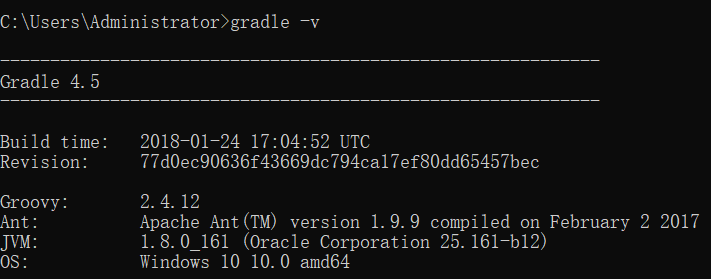 C:\Users\Administrator>gradle -v
------------------------------------------------------------
Gradle 4.5
------------------------------------------------------------
Build time:   2018-01-24 17:04:52 UTC
Revision:     77d0ec90636f43669dc794ca17ef80dd65457bec
Groovy:       2.4.12
Ant:          Apache Ant(TM) version 1.9.9 compiled on February 2 2017
JVM:          1.8.0_161 (Oracle Corporation 25.161-b12)
OS:           Windows 10 10.0 amd64